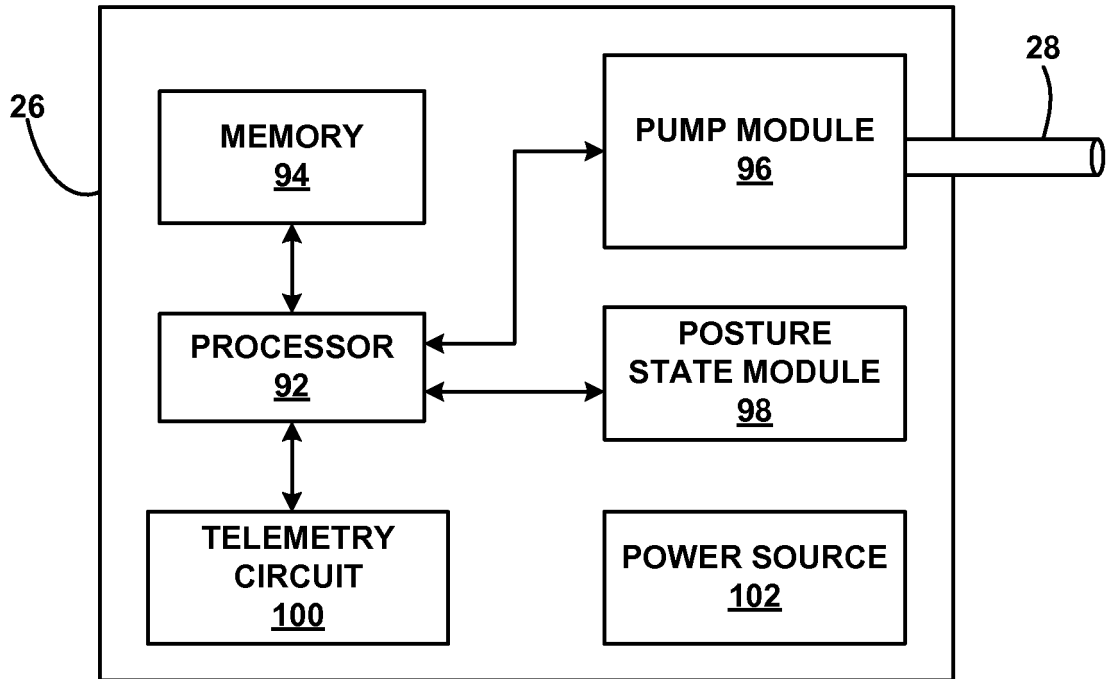 26
28
MEMORY
94
PUMP MODULE
96
PROCESSOR
92
POSTURE
STATE MODULE
98
TELEMETRY
CIRCUIT
100
POWER SOURCE
102